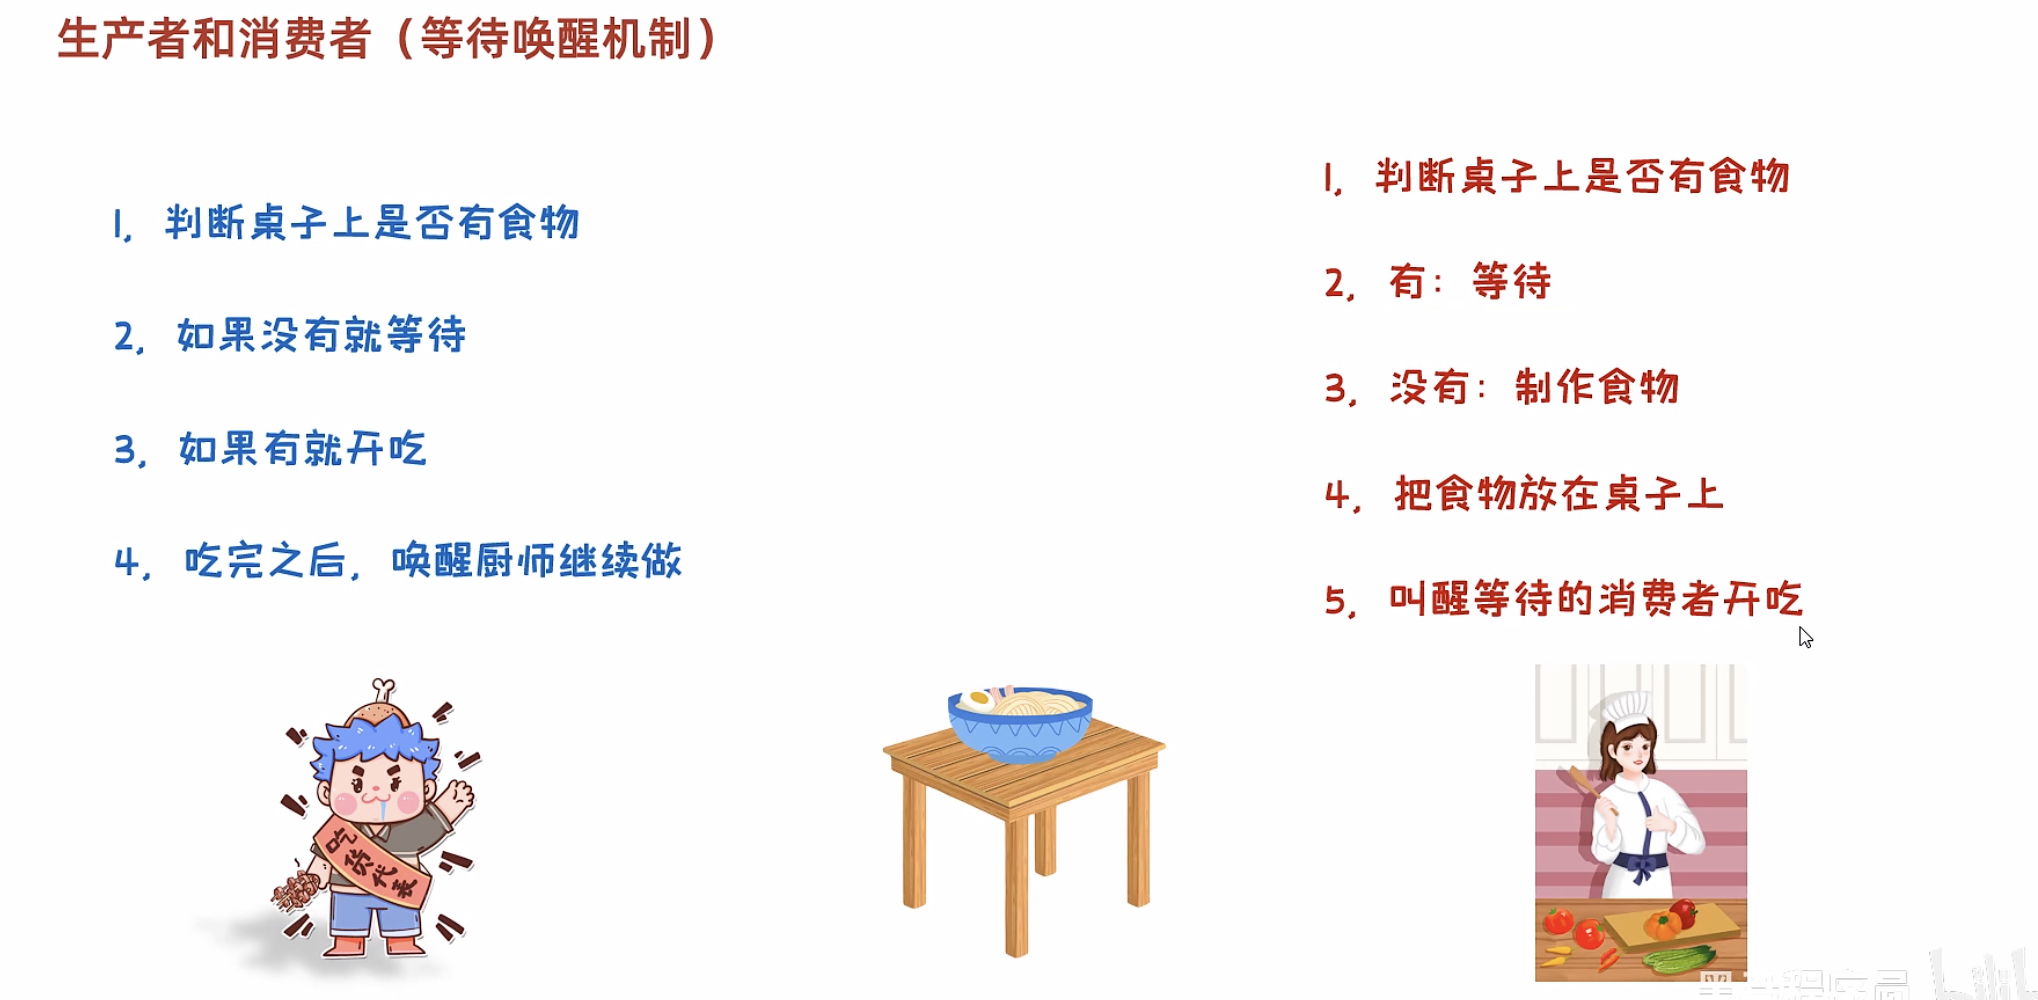 生产者和消费者（等待唤醒机制）
1，判断桌子上是否有食物
2，如果没有就等待
3，如果有就开吃
4，吃完之后，唤醒厨师继续做
1，判断桌子上是否有食物
2，有：等待
3，没有：制作食物
4，把食物放在桌子上
5，叫醒等待的消费者开吃
吃货代表